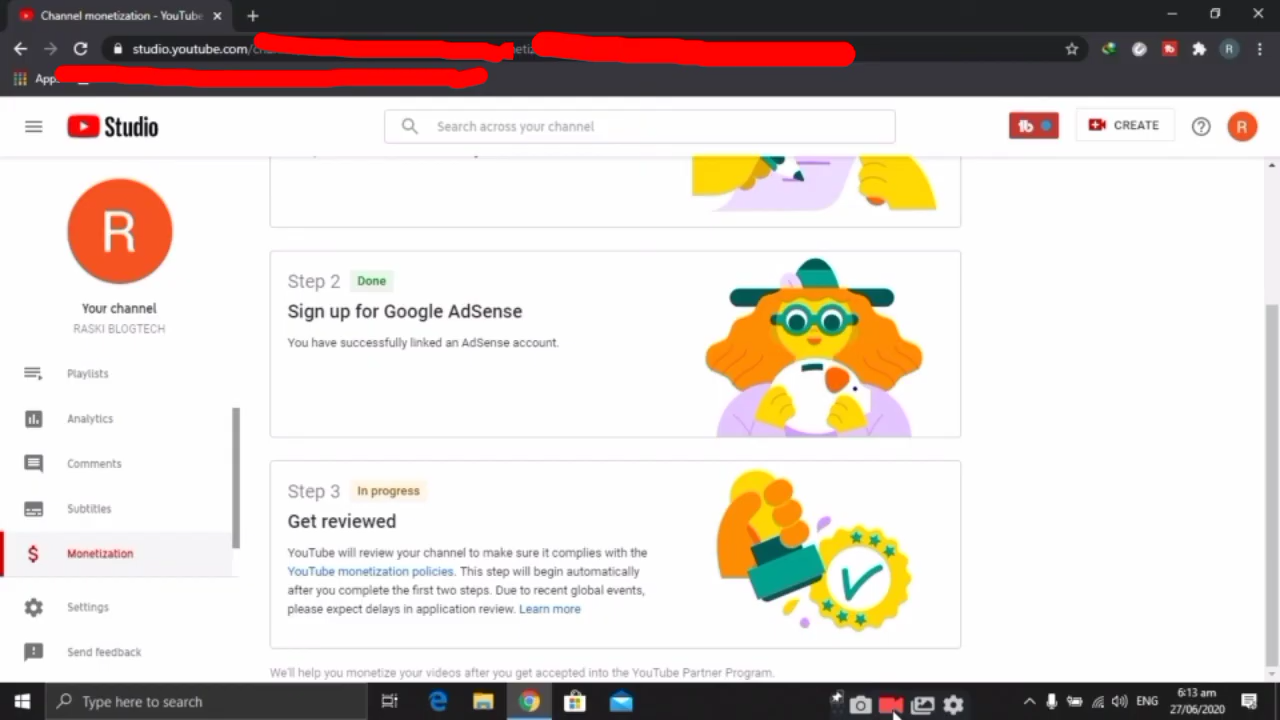 Channel monetization - YouTube
studio.youtube.com/
Apps
Studio
Search across your channel
CREATE
R
R
Your channel
RASKI BLOGTECH
Playlists
Analytics
Comments
Subtitles
Monetization
Settings
Send feedback
Step 2 Done
Sign up for Google AdSense
You have successfully linked an AdSense account.
Step 3 In progress
Get reviewed
YouTube will review your channel to make sure it complies with the
YouTube monetization policies. This step will begin automatically
after you complete the first two steps. Due to recent global events,
please expect delays in application review. Learn more
We'll help you monetize your videos after you get accepted into the YouTube Partner Program.
Type here to search
ENG
6:13 am
27/06/2020